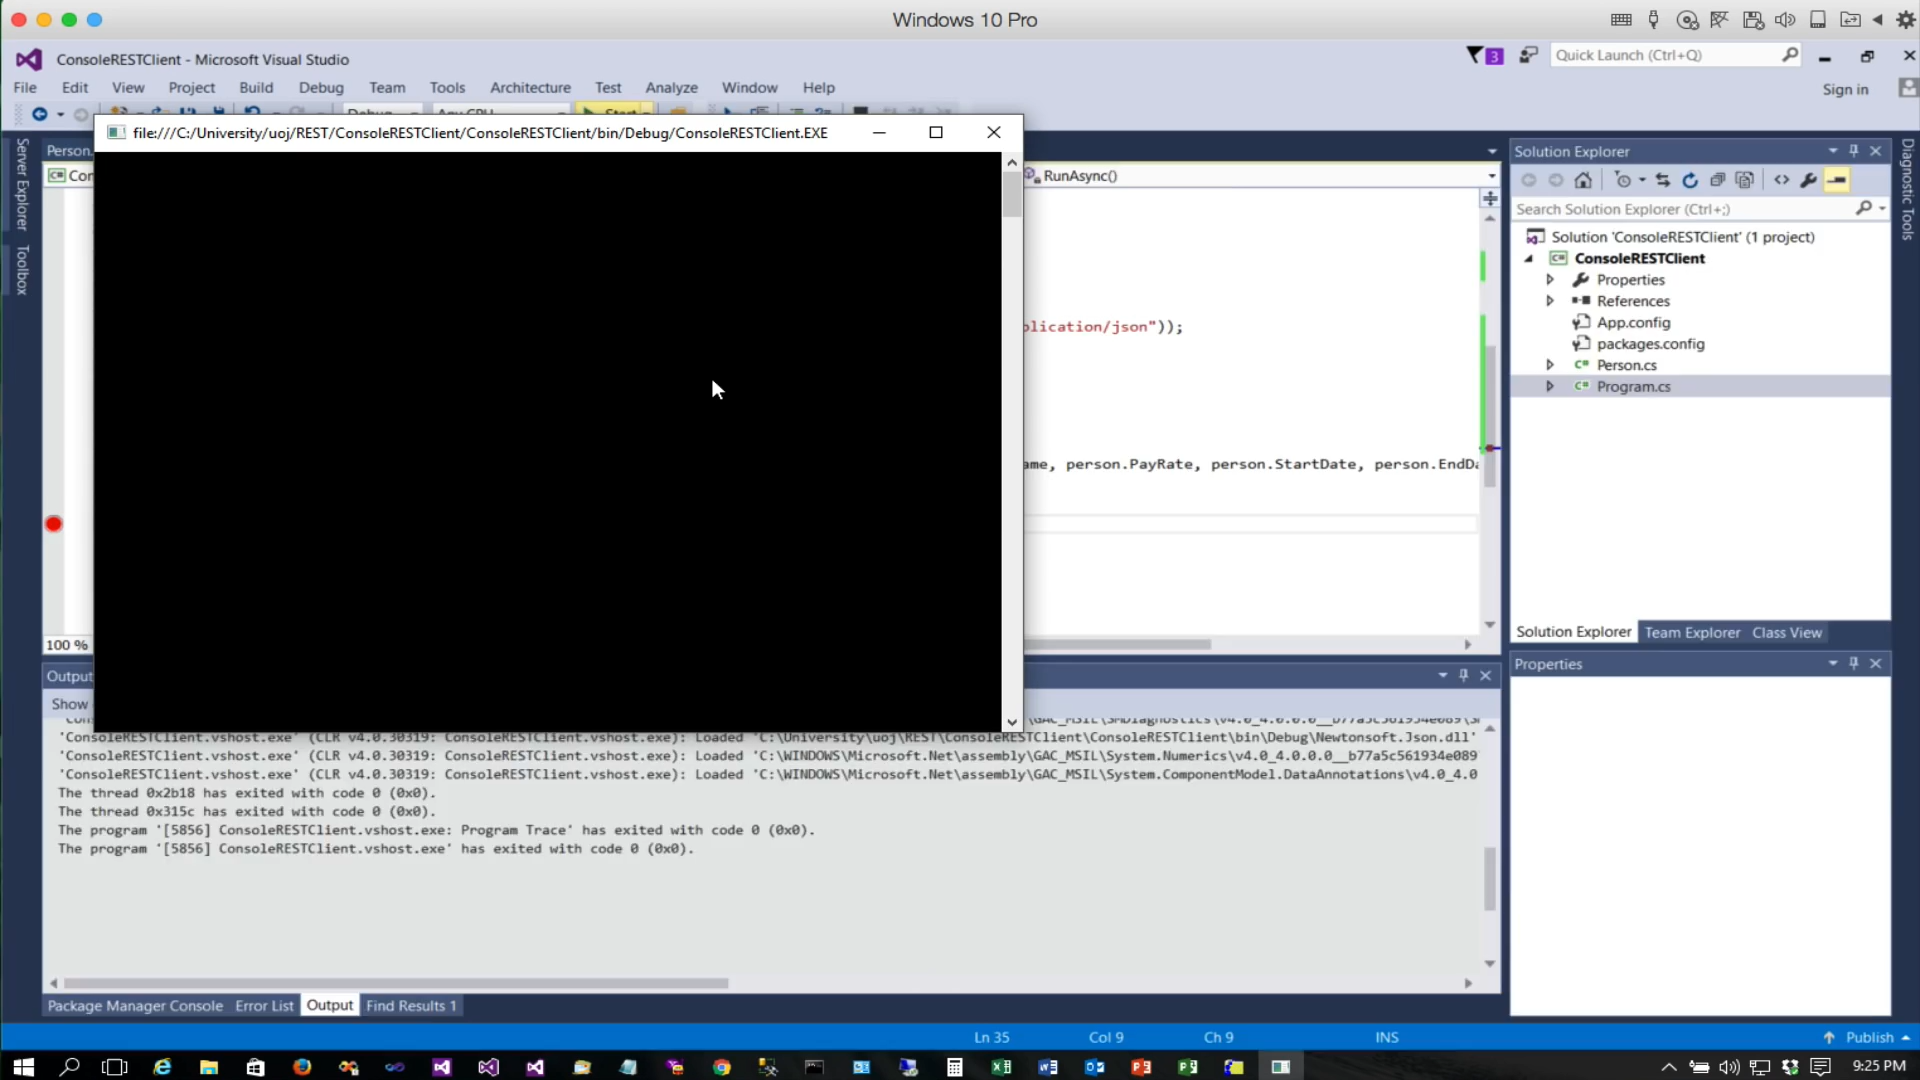 Windows 10 Pro
ConsoleRESTClient - Microsoft Visual Studio
3
Quick Launch (Ctrl+Q)
File Edit View Project Build Debug Team Tools Architecture Test Analyze Window Help
Sign in
file:///C:/University/uoj/REST/ConsoleRESTClient/ConsoleRESTClient/bin/Debug/ConsoleRESTClient.EXE
Server Explorer
Toolbox
Person.
Con
RunAsync()
plication/json"));
ame, person.PayRate, person.StartDate, person.EndDa
100 %
Solution Explorer
Search Solution Explorer (Ctrl+;)
Solution 'ConsoleRESTClient' (1 project)
ConsoleRESTClient
Properties
References
App.config
packages.config
Person.cs
Program.cs
Solution Explorer Team Explorer Class View
Properties
Diagnostic Tools
Output
Show
'ConsoleRESTClient.vshost.exe' (CLR v4.0.30319: ConsoleRESTClient.vshost.exe): Loaded 'C:\University\uoj\REST\ConsoleRESTClient\ConsoleRESTClient\bin\Debug\Newtonsoft.Json.dll'
'ConsoleRESTClient.vshost.exe' (CLR v4.0.30319: ConsoleRESTClient.vshost.exe): Loaded 'C:\WINDOWS\Microsoft.Net\assembly\GAC_MSIL\System.Numerics\v4.0_4.0.0.0__b77a5c561934e089
'ConsoleRESTClient.vshost.exe' (CLR v4.0.30319: ConsoleRESTClient.vshost.exe): Loaded 'C:\WINDOWS\Microsoft.Net\assembly\GAC_MSIL\System.ComponentModel.DataAnnotations\v4.0_4.0
The thread 0x2b18 has exited with code 0 (0x0).
The thread 0x315c has exited with code 0 (0x0).
The program '[5856] ConsoleRESTClient.vshost.exe: Program Trace' has exited with code 0 (0x0).
The program '[5856] ConsoleRESTClient.vshost.exe' has exited with code 0 (0x0).
Package Manager Console Error List Output Find Results 1
Ln 35 Col 9 Ch 9 INS Publish
9:25 PM